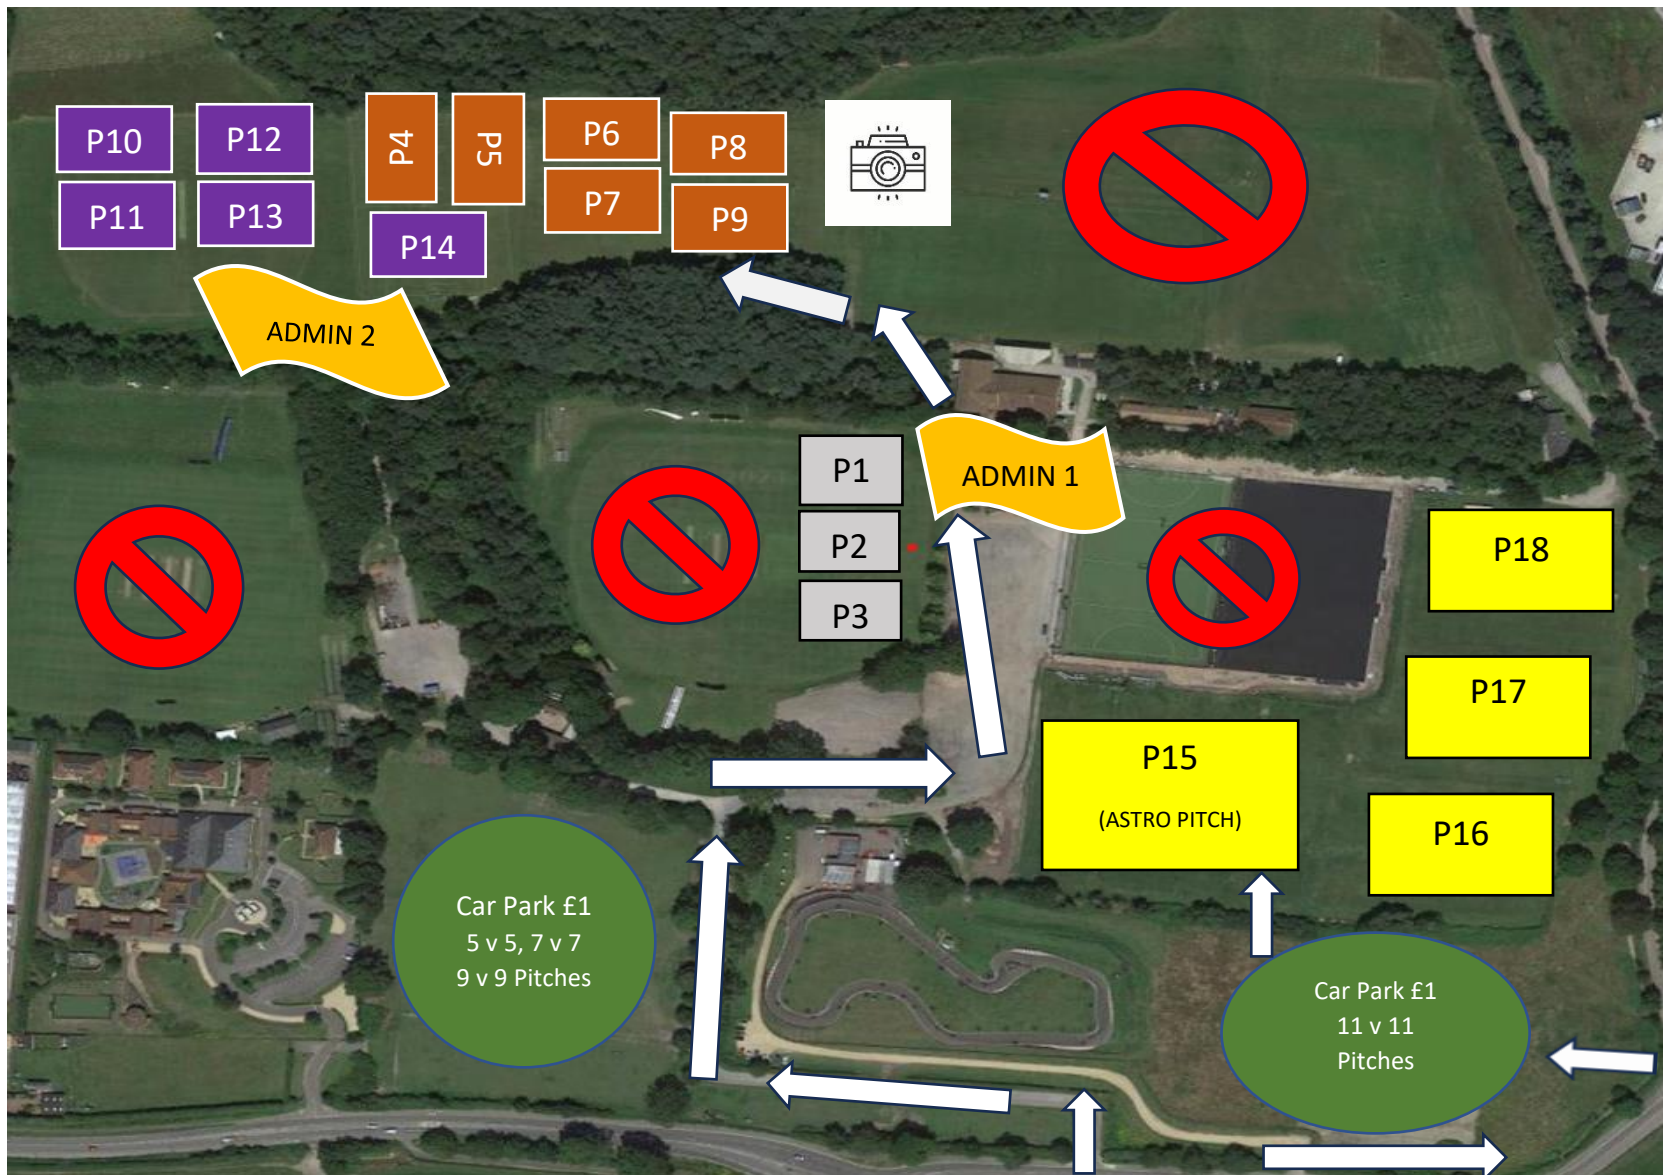 P10
P12
P4
P5
P6
P8
P11
P13
P7
P9
P14
ADMIN 2
P1
ADMIN 1
P2
P3
P18
P17
P15
(ASTRO PITCH)
P16
Car Park £1
5 v 5, 7 v 7
9 v 9 Pitches
Car Park £1
11 v 11
Pitches